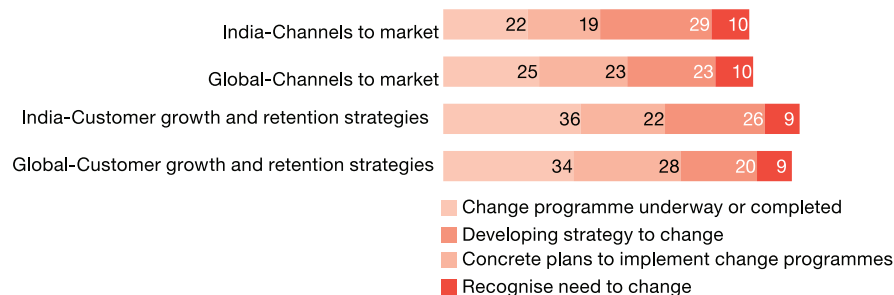 India-Channels to market 22 19 29 10
Global-Channels to market 25 23 23 10
India-Customer growth and retention strategies 36 22 26 9
Global-Customer growth and retention strategies 34 28 20 9
Change programme underway or completed
Developing strategy to change
Concrete plans to implement change programmes
Recognise need to change